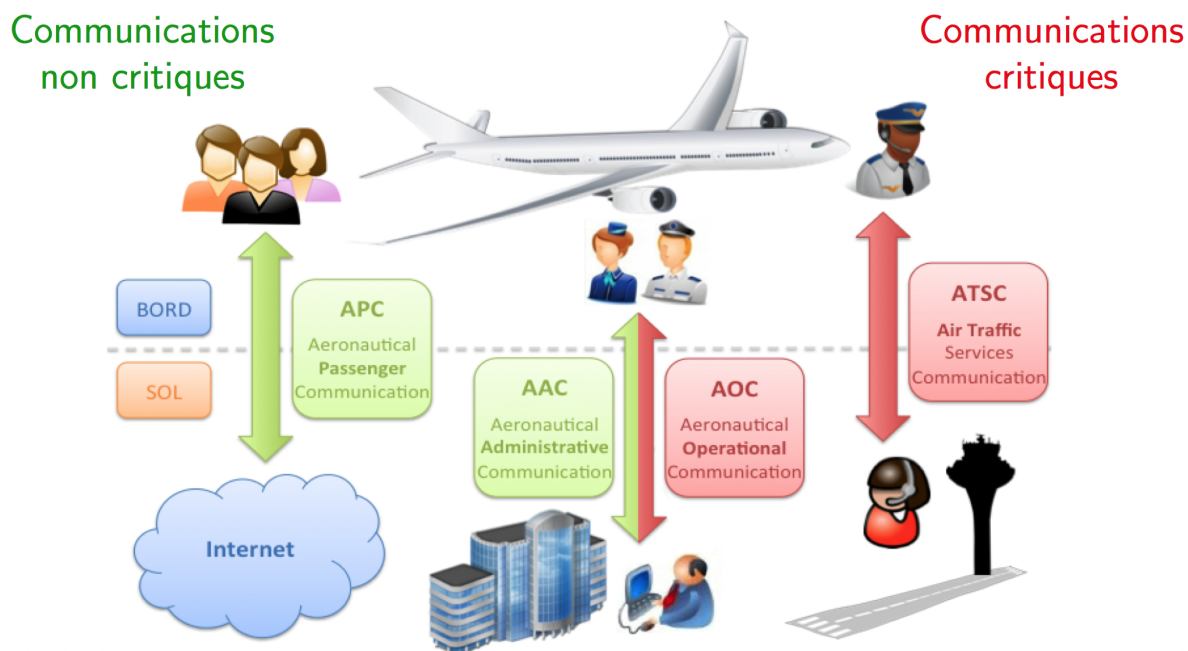 Communications
non critiques
Communications
critiques
BORD
SOL
APC
Aeronautical
Passenger
Communication
AAC
Aeronautical
Administrative
Communication
AOC
Aeronautical
Operational
Communication
ATSC
Air Traffic
Services
Communication
Internet